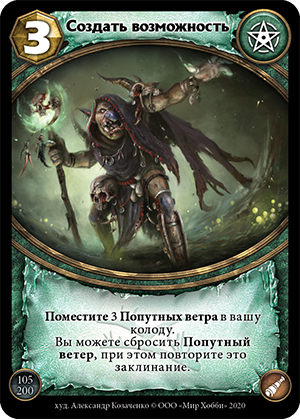 3
Создать возможность
Поместите 3 Попутных ветра в вашу
колоду.
Вы можете сбросить Попутный
ветер, при этом повторите это
заклинание.
105
200
худ. Александр Козаченко © ООО «Мир Хобби» 2020